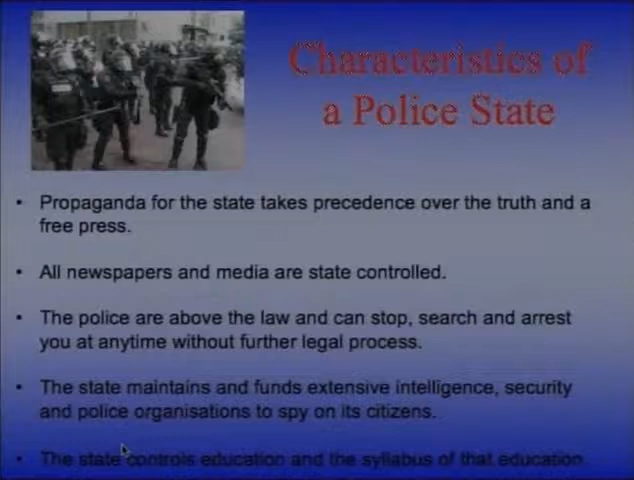 Characteristics of
a Police State
• Propaganda for the state takes precedence over the truth and a
free press.
• All newspapers and media are state controlled.
• The police are above the law and can stop, search and arrest
you at anytime without further legal process.
• The state maintains and funds extensive intelligence, security
and police organisations to spy on its citizens.
• The state controls education and the syllabus of that education.